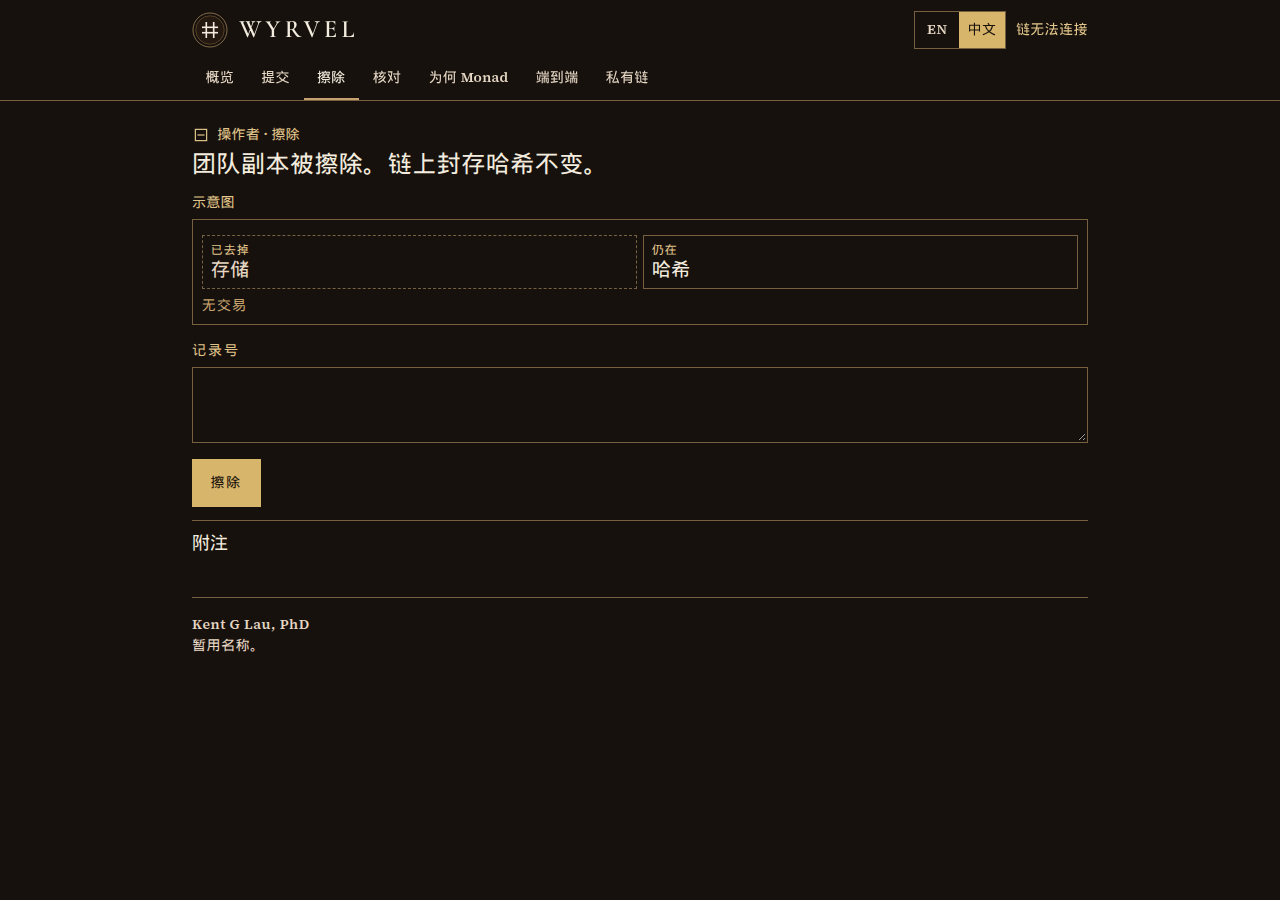 WYRVEL
EN 中文 链无法连接
概览 提交 擦除 核对 为何 Monad 端到端 私有链
操作者 · 擦除
团队副本被擦除。链上封存哈希不变。
示意图
已去掉
存储
仍在
哈希
无交易
记录号
擦除
附注
Kent G Lau, PhD
暂用名称。